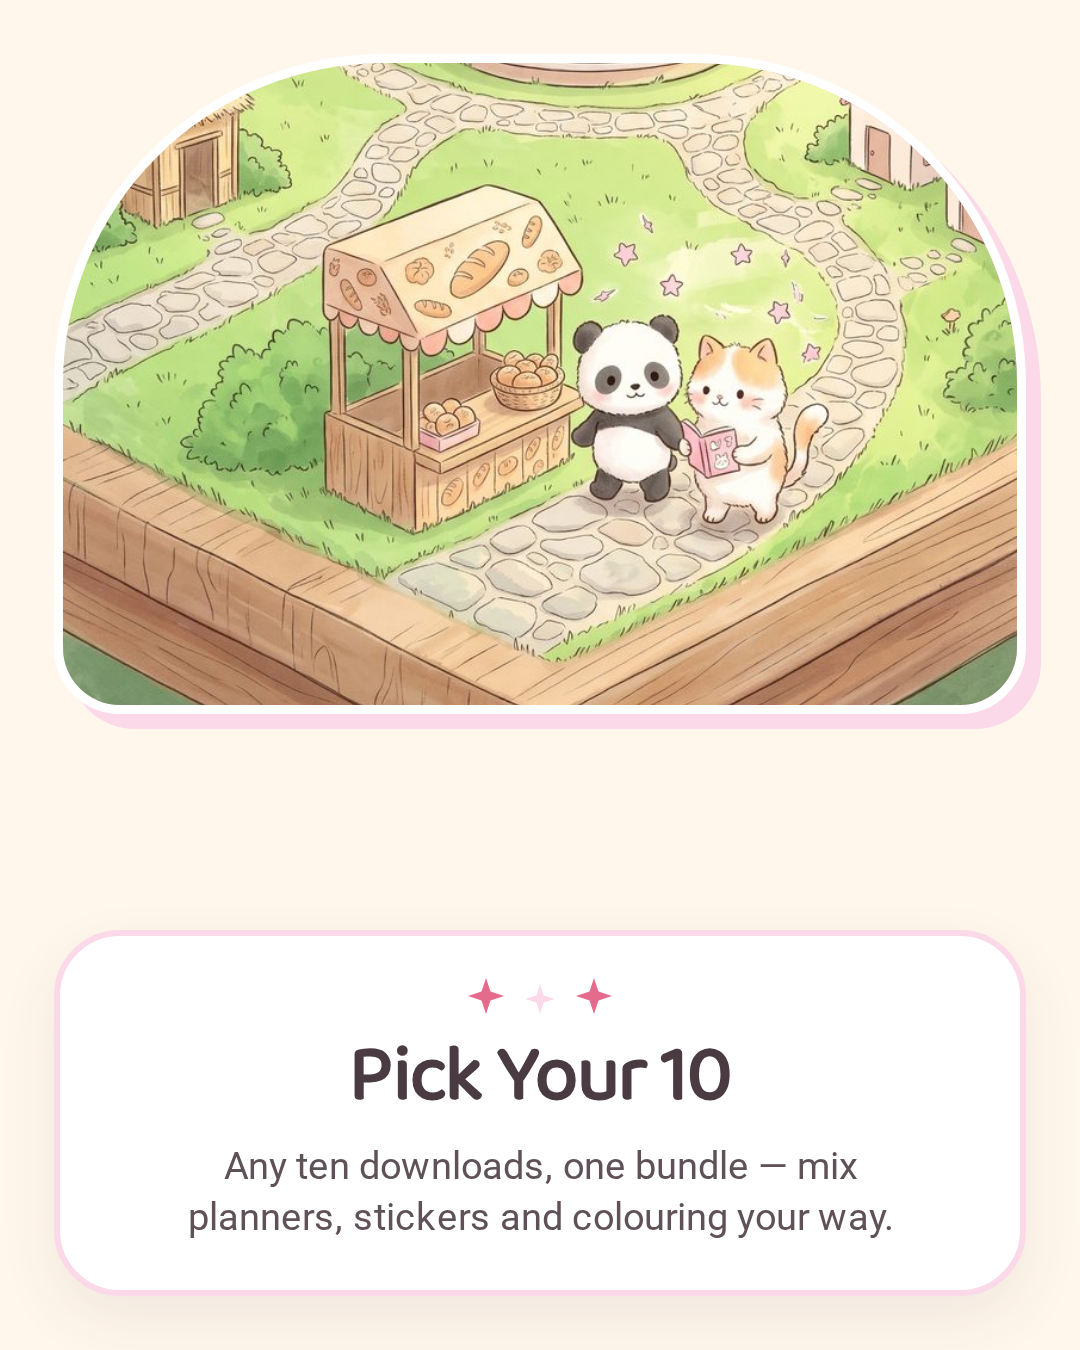 Pick Your 10
Any ten downloads, one bundle — mix
planners, stickers and colouring your way.